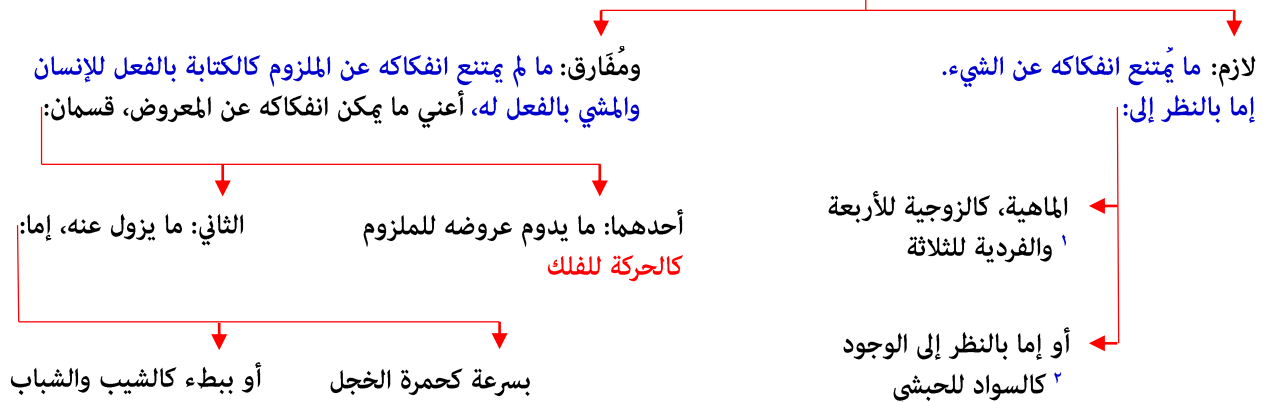 لازم: ما يُمتنع انفكاكه عن الشيء.
إما بالنظر إلى:
الماهية، كالزوجية للأربعة
والفردية للثلاثة ١
أو إما بالنظر إلى الوجود
كالسواد للحبشى ٢
ومُفَارق: ما لم يمتنع انفكاكه عن الملزوم كالكتابة بالفعل للإنسان
والمشي بالفعل له، أعني ما يمكن انفكاكه عن المعروض، قسمان:
أحدهما: ما يدوم عروضه للملزوم
كالحركة للفلك
الثاني: ما يزول عنه، إما:
بسرعة كحمرة الخجل
أو ببطء كالشيب والشباب